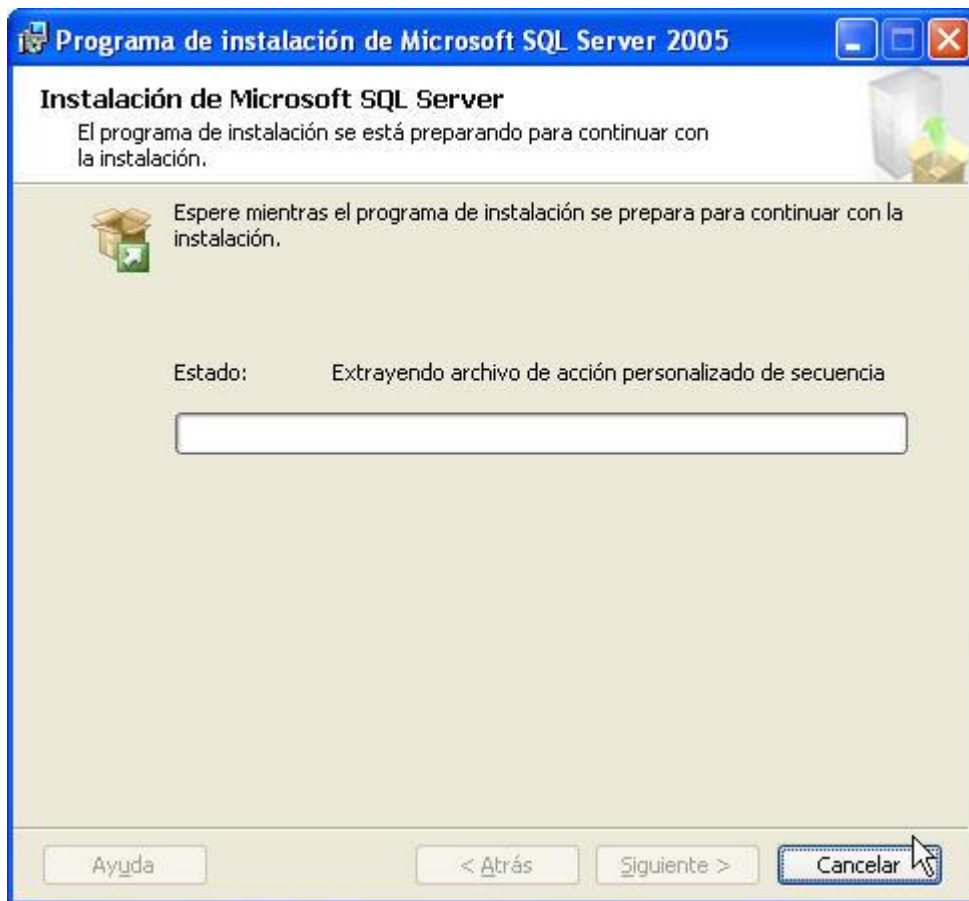 Programa de instalación de Microsoft SQL Server 2005
Instalación de Microsoft SQL Server
El programa de instalación se está preparando para continuar con
la instalación.
Espere mientras el programa de instalación se prepara para continuar con la
instalación.
Estado: Extrayendo archivo de acción personalizado de secuencia
Ayuda < Atrás Siguiente > Cancelar